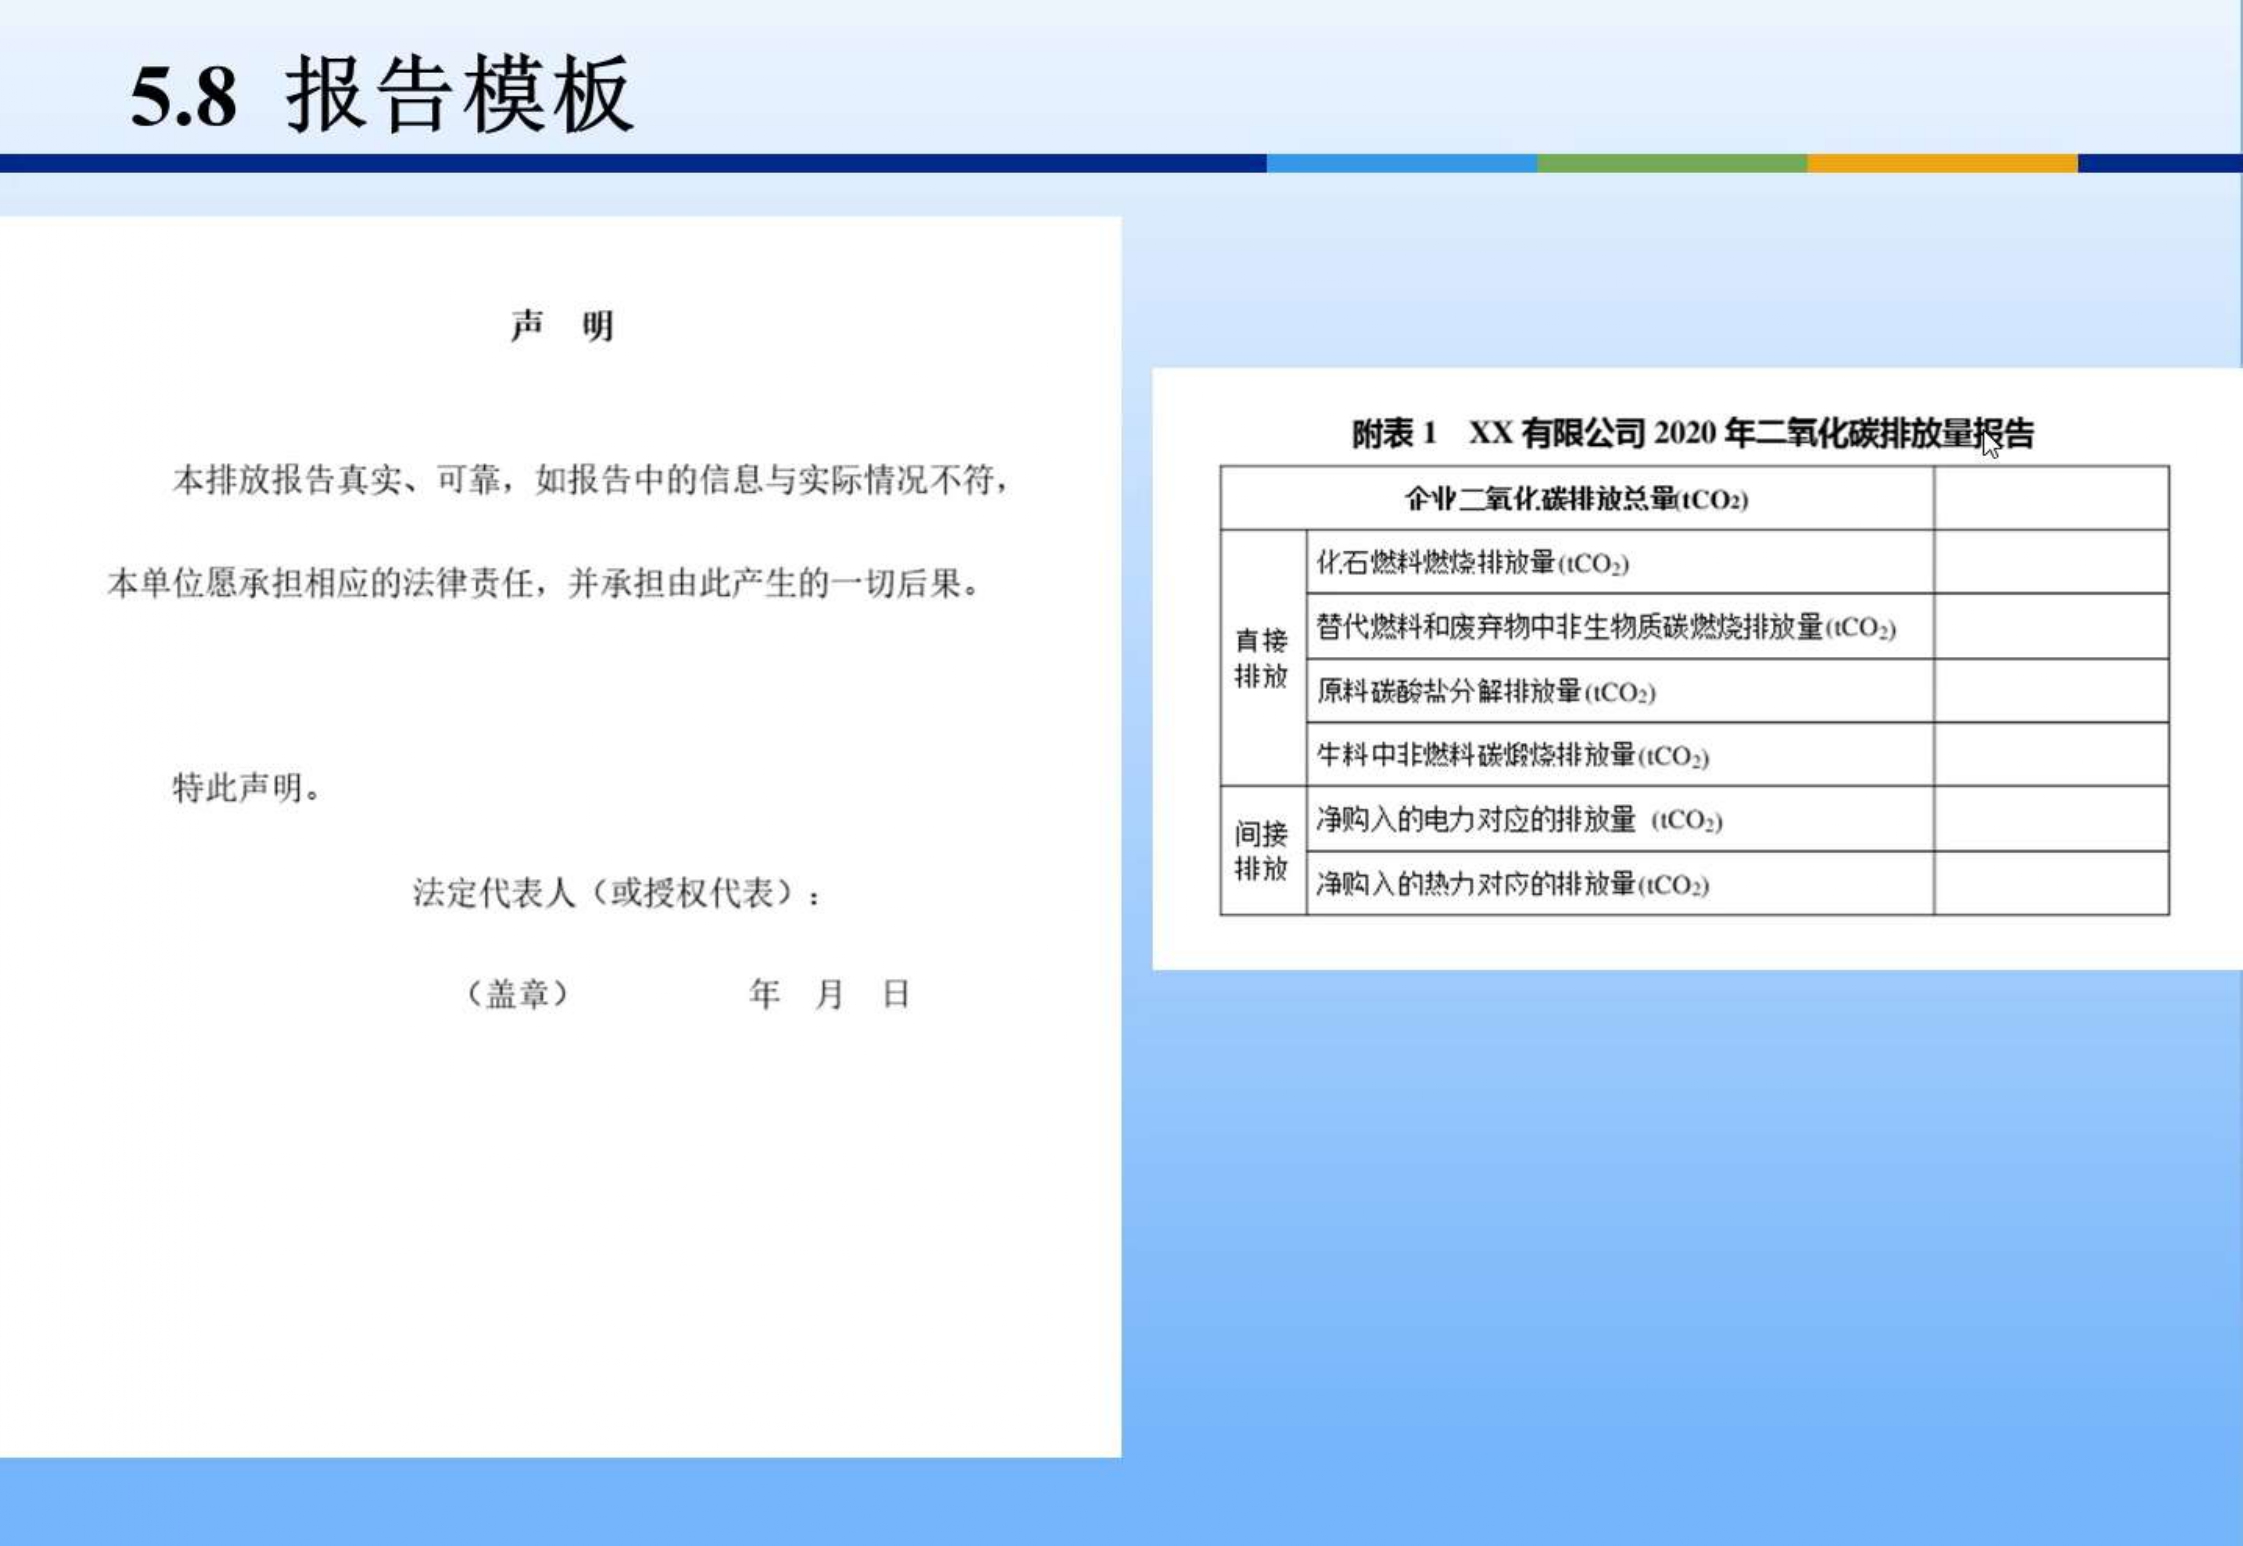 5.8 报告模板
声 明
本排放报告真实、可靠，如报告中的信息与实际情况不符，
本单位愿承担相应的法律责任，并承担由此产生的一切后果。
特此声明。
法定代表人（或授权代表）：
（盖章） 年 月 日
附表 1 XX 有限公司 2020 年二氧化碳排放量报告
企业二氧化碳排放总量(tCO₂)
直接
排放
化石燃料燃烧排放量(tCO₂)
替代燃料和废弃物中非生物质碳燃烧排放量(tCO₂)
原料碳酸盐分解排放量(tCO₂)
生料中非燃料碳煅烧排放量(tCO₂)
间接
排放
净购入的电力对应的排放量 (tCO₂)
净购入的热力对应的排放量(tCO₂)